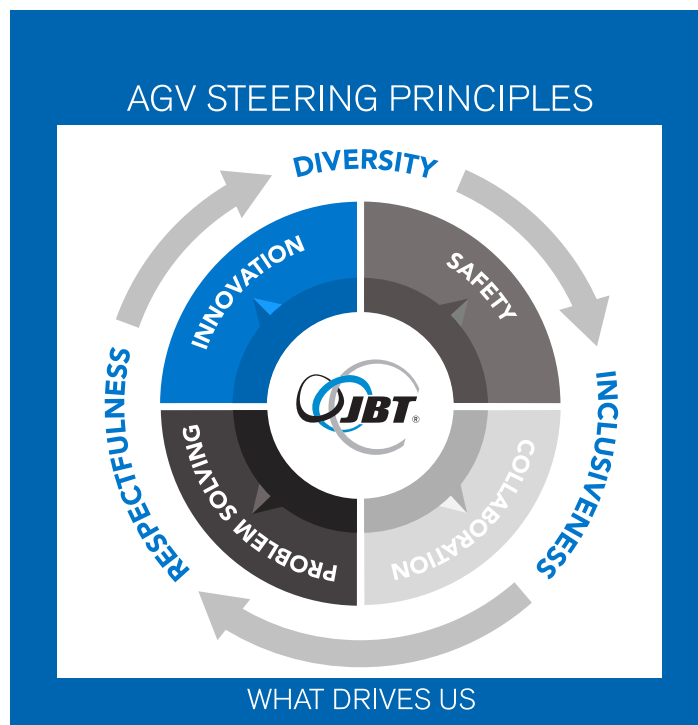 AGV STEERING PRINCIPLES
DIVERSITY
INNOVATION
SAFETY
JBT®
RESPECTFULNESS
INCLUSIVENESS
PROBLEM SOLVING
COLLABORATION
WHAT DRIVES US